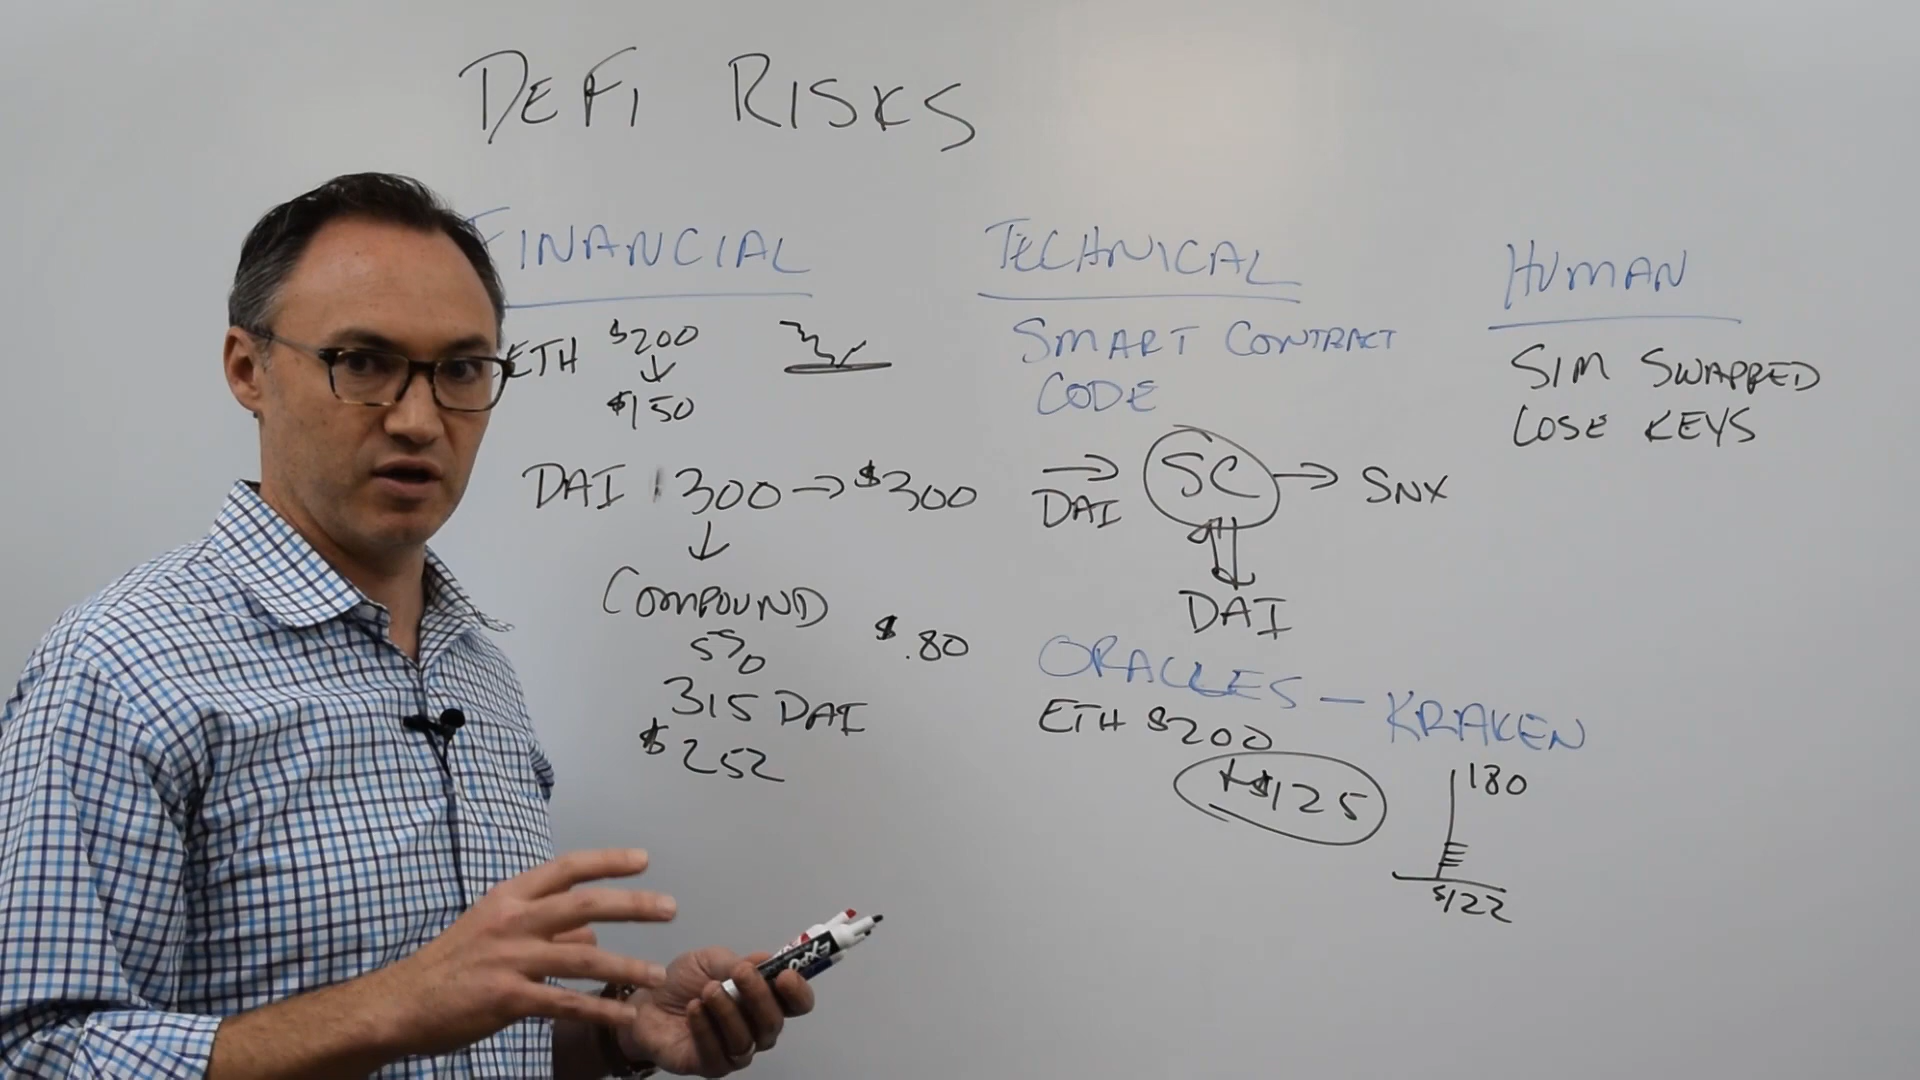 DEFI RISKS
FINANCIAL
ETH $200
$150
DAI 300 → $300
COMPOUND
5%
$.80
315 DAI
$252
TECHNICAL
SMART CONTRACT
CODE
DAI
SC → SNX
DAI
ORACLES - KRAKEN
ETH $200
$125
180
$122
HUMAN
SIM SWAPPED
LOSE KEYS
EXPO